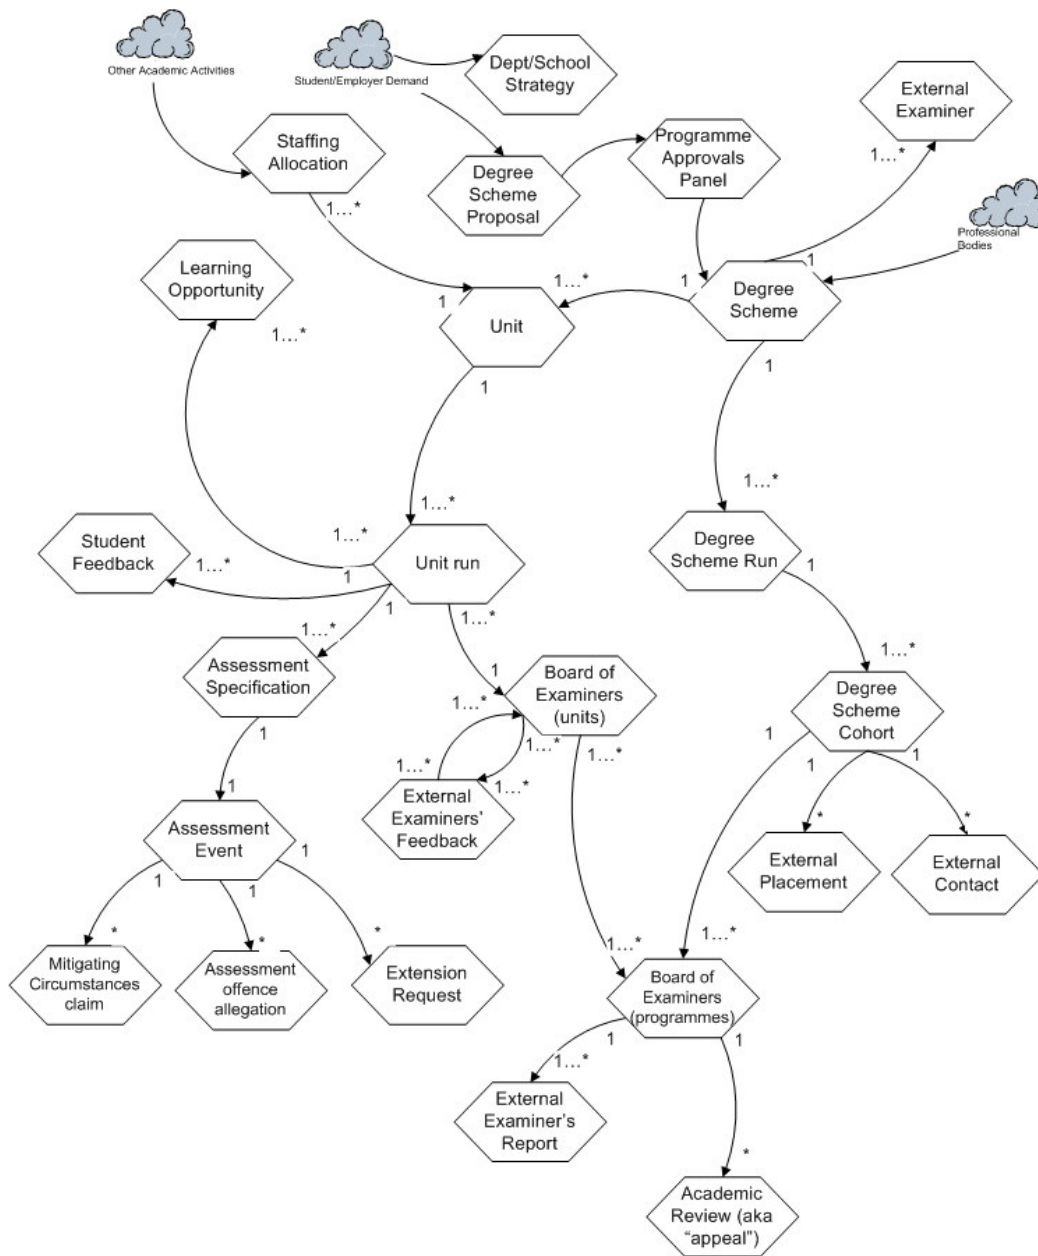 Other Academic Activities
Student/Employer Demand
Dept/School
Strategy
External
Examiner
1...*
Staffing
Allocation
1...*
Degree
Scheme
Proposal
Programme
Approvals
Panel
Professional
Bodies
Learning
Opportunity
1...*
1
Unit
1
1...*
1
1
Degree
Scheme
1
1...*
1...*
1...*
Student
Feedback
1...*
1
1
Unit run
1...*
Degree
Scheme Run
1
1...*
Assessment
Specification
1
1
Board of
Examiners
(units)
1...*
1...*
1...*
1...*
1...*
External
Examiners'
Feedback
1...*
Degree
Scheme
Cohort
1
1
1
1
Assessment
Event
1
1
1
*
*
External
Placement
External
Contact
*
*
*
Mitigating
Circumstances
claim
Assessment
offence
allegation
Extension
Request
1...*
1...*
Board of
Examiners
(programmes)
1
1
1...*
External
Examiner's
Report
*
Academic
Review (aka
"appeal")